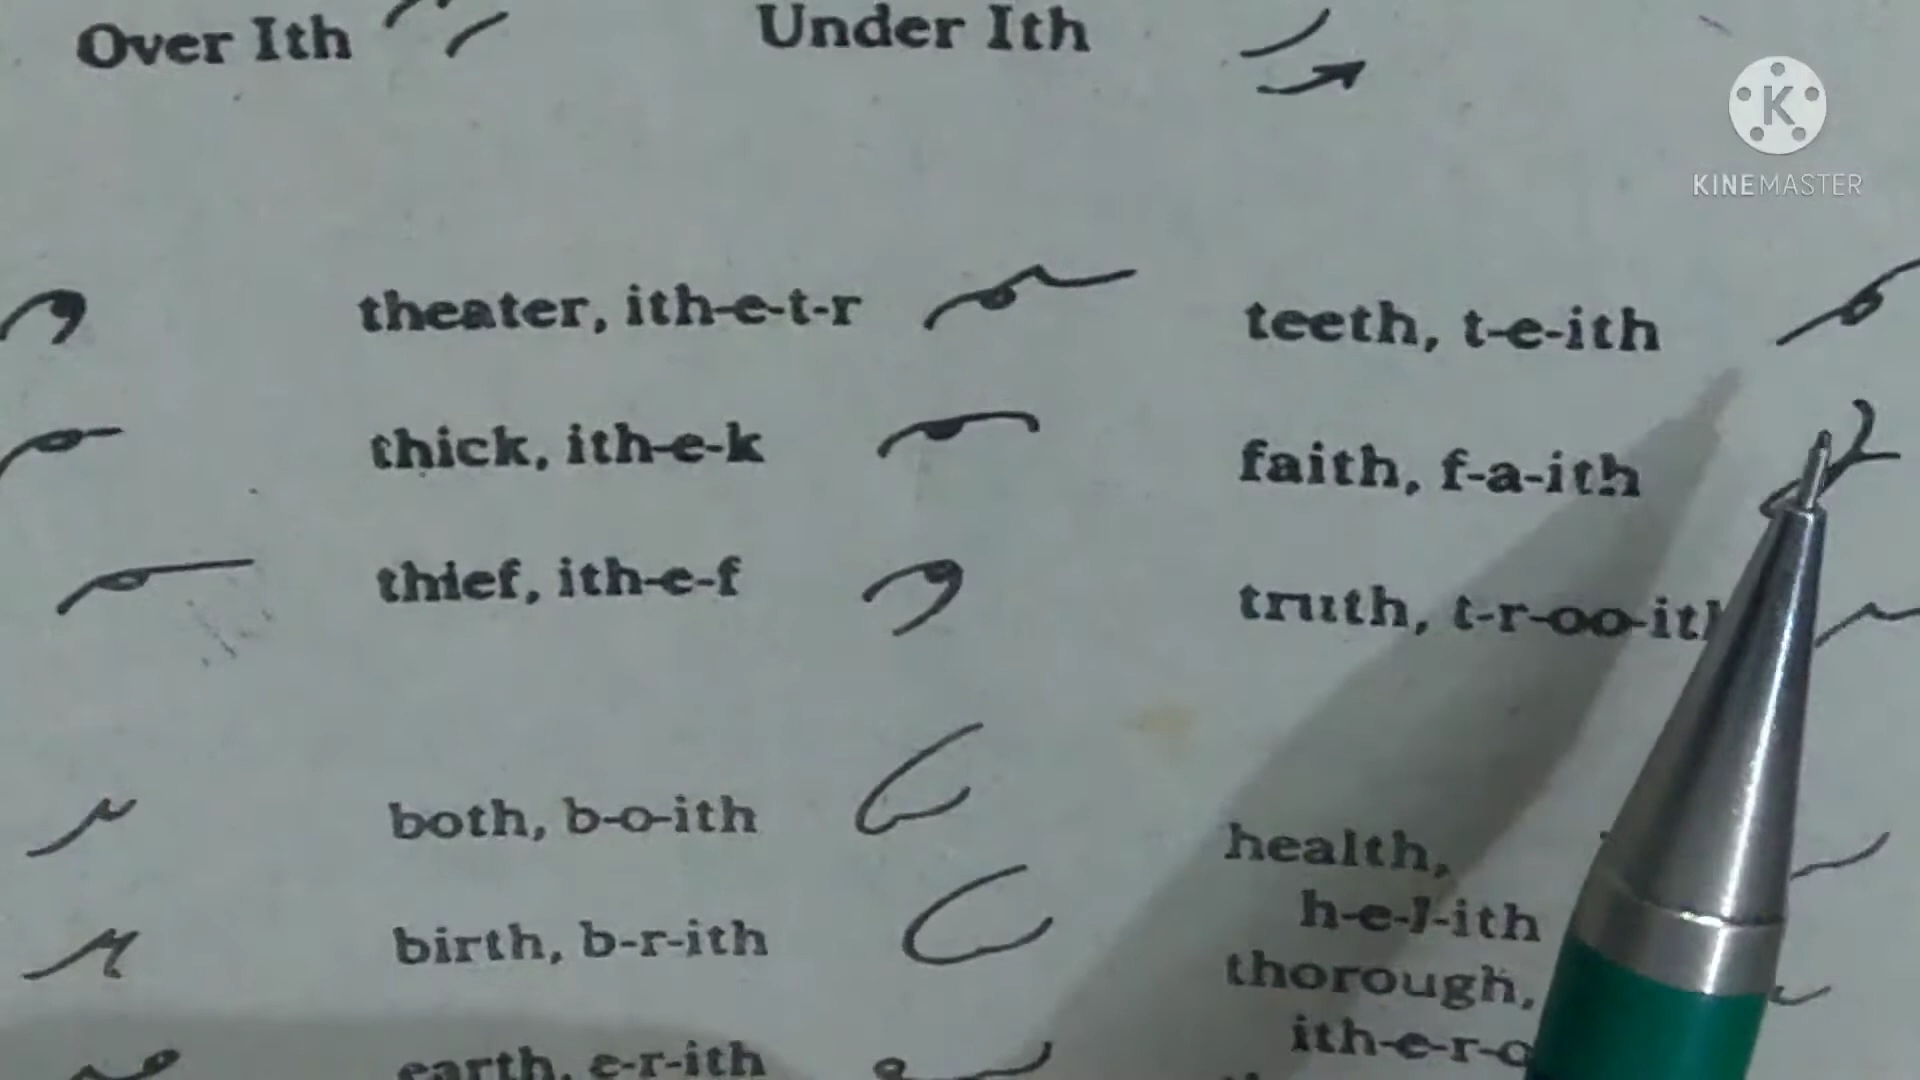 Over Ith Under Ith
KINEMASTER
theater, ith-e-t-r teeth, t-e-ith
thick, ith-e-k faith, f-a-ith
thief, ith-e-f truth, t-r-oo-ith
both, b-o-ith health,
h-e-l-ith
birth, b-r-ith thorough,
ith-e-r-o
earth, e-r-ith